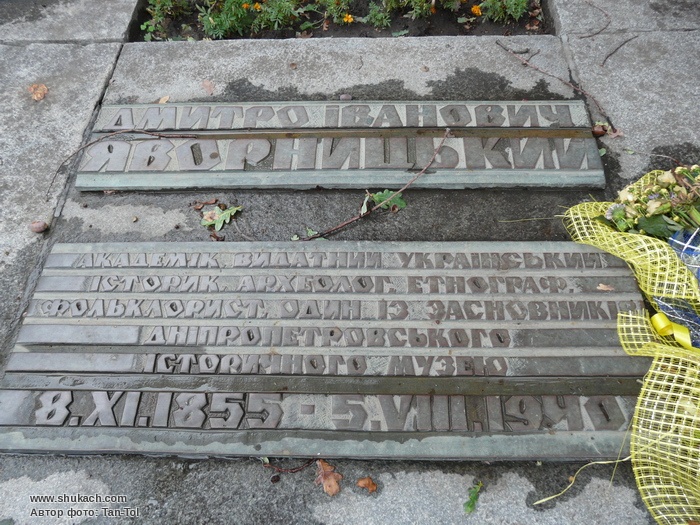 ДМИТРО ІВАНОВИЧ
ЯВОРНИЦЬКИЙ
АКАДЕМІК, ВИДАТНИЙ УКРАЇНСЬКИЙ
ІСТОРИК, АРХЕОЛОГ, ЕТНОГРАФ,
ФОЛЬКЛОРИСТ, ОДИН ІЗ ЗАСНОВНИКІВ
ДНІПРОПЕТРОВСЬКОГО
ІСТОРИЧНОГО МУЗЕЮ
8.XI.1855 - 5.VIII.1940
www.shukach.com
Автор фото: Tan-Tol